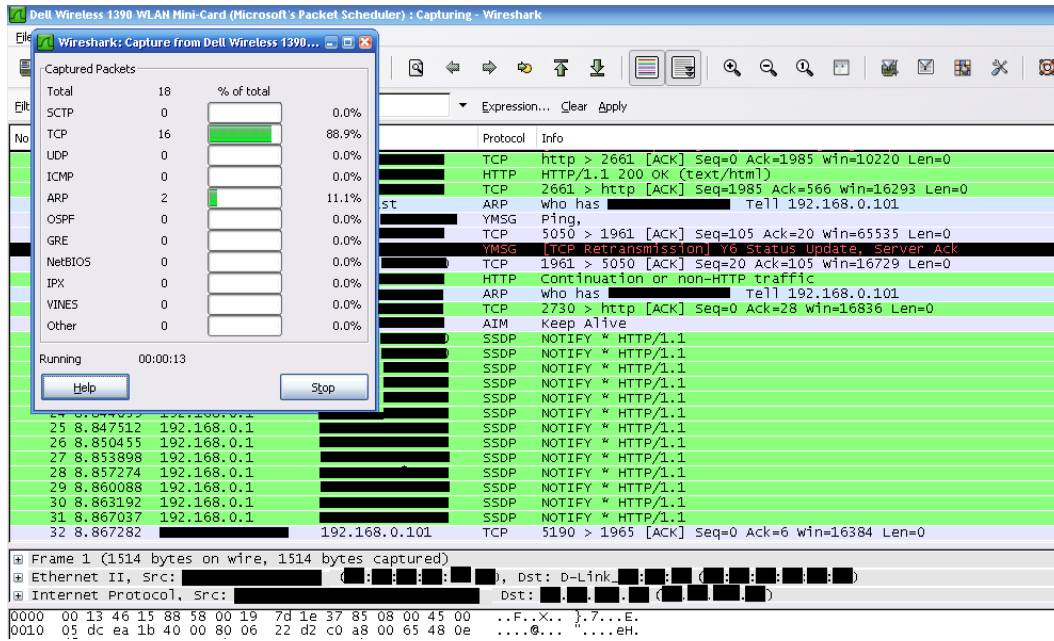 Dell Wireless 1390 WLAN Mini-Card (Microsoft's Packet Scheduler) : Capturing - Wireshark
Wireshark: Capture from Dell Wireless 1390...
Captured Packets
Total 18 % of total
SCTP 0 0.0%
TCP 16 88.9%
UDP 0 0.0%
ICMP 0 0.0%
ARP 2 11.1%
OSPF 0 0.0%
GRE 0 0.0%
NetBIOS 0 0.0%
IPX 0 0.0%
VINES 0 0.0%
Other 0 0.0%
Running 00:00:13
Help Stop
Expression... Clear Apply
No Protocol Info
TCP http > 2661 [ACK] Seq=0 Ack=1985 Win=10220 Len=0
HTTP HTTP/1.1 200 OK (text/html)
TCP 2661 > http [ACK] Seq=1985 Ack=566 Win=16293 Len=0
ARP Who has Tell 192.168.0.101
YMSG Ping,
TCP 5050 > 1961 [ACK] Seq=105 Ack=20 Win=65535 Len=0
YMSG [TCP Retransmission] Y6 Status Update, Server Ack
TCP 1961 > 5050 [ACK] Seq=20 Ack=105 Win=16729 Len=0
HTTP Continuation or non-HTTP traffic
ARP Who has Tell 192.168.0.101
TCP 2730 > http [ACK] Seq=0 Ack=28 Win=16836 Len=0
AIM Keep Alive
SSDP NOTIFY * HTTP/1.1
SSDP NOTIFY * HTTP/1.1
SSDP NOTIFY * HTTP/1.1
SSDP NOTIFY * HTTP/1.1
SSDP NOTIFY * HTTP/1.1
SSDP NOTIFY * HTTP/1.1
25 8.847512 192.168.0.1 SSDP NOTIFY * HTTP/1.1
26 8.850455 192.168.0.1 SSDP NOTIFY * HTTP/1.1
27 8.853898 192.168.0.1 SSDP NOTIFY * HTTP/1.1
28 8.857274 192.168.0.1 SSDP NOTIFY * HTTP/1.1
29 8.860088 192.168.0.1 SSDP NOTIFY * HTTP/1.1
30 8.863192 192.168.0.1 SSDP NOTIFY * HTTP/1.1
31 8.867037 192.168.0.1 SSDP NOTIFY * HTTP/1.1
32 8.867282 192.168.0.101 TCP 5190 > 1965 [ACK] Seq=0 Ack=6 Win=16384 Len=0
Frame 1 (1514 bytes on wire, 1514 bytes captured)
Ethernet II, Src: ( : : : : : ), Dst: D-Link_ : : ( : : : : : )
Internet Protocol, Src: Dst: . . . ( . . . )
0000 00 13 46 15 88 58 00 19 7d 1e 37 85 08 00 45 00 ..F..X.. }.7...E.
0010 05 dc ea 1b 40 00 80 06 22 d2 c0 a8 00 65 48 0e ....@... "....eH.